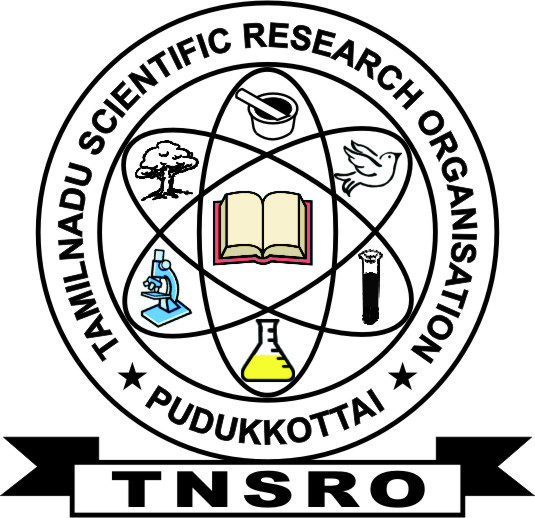 TAMILNADU SCIENTIFIC RESEARCH ORGANISATION
PUDUKKOTTAI
TNSRO